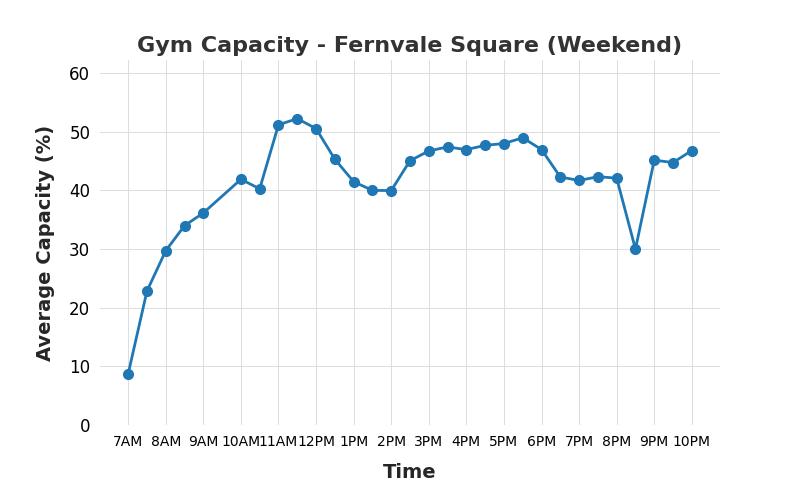 Gym Capacity - Fernvale Square (Weekend)
Average Capacity (%)
60
50
40
30
20
10
0
7AM 8AM 9AM 10AM 11AM 12PM 1PM 2PM 3PM 4PM 5PM 6PM 7PM 8PM 9PM 10PM
Time